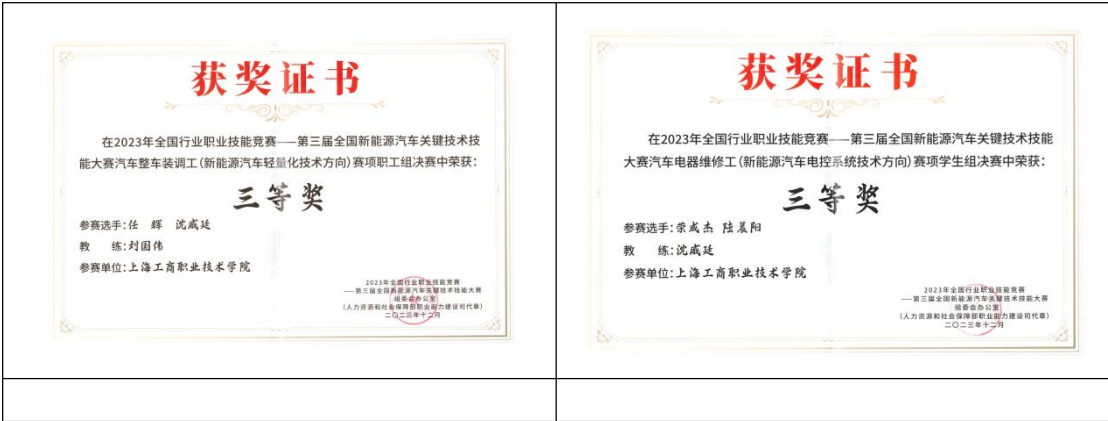 获奖证书
在2023年全国行业职业技能竞赛——第三届全国新能源汽车关键技术技
能大赛汽车整车装调工(新能源汽车轻量化技术方向)赛项职工组决赛中荣获:
三等奖
参赛选手:任 辉 沈威廷
教 练:刘国伟
参赛单位:上海工商职业技术学院
2023年全国行业职业技能竞赛
——第三届全国新能源汽车关键技术技能大赛
组委会办公室
(人力资源和社会保障部职业能力建设司代章)
二〇二三年十二月
获奖证书
在2023年全国行业职业技能竞赛——第三届全国新能源汽车关键技术技能
大赛汽车电器维修工(新能源汽车电控系统技术方向)赛项学生组决赛中荣获:
三等奖
参赛选手:荣成杰 陆晨阳
教 练:沈威廷
参赛单位:上海工商职业技术学院
2023年全国行业职业技能竞赛
——第三届全国新能源汽车关键技术技能大赛
组委会办公室
(人力资源和社会保障部职业能力建设司代章)
二〇二三年十二月